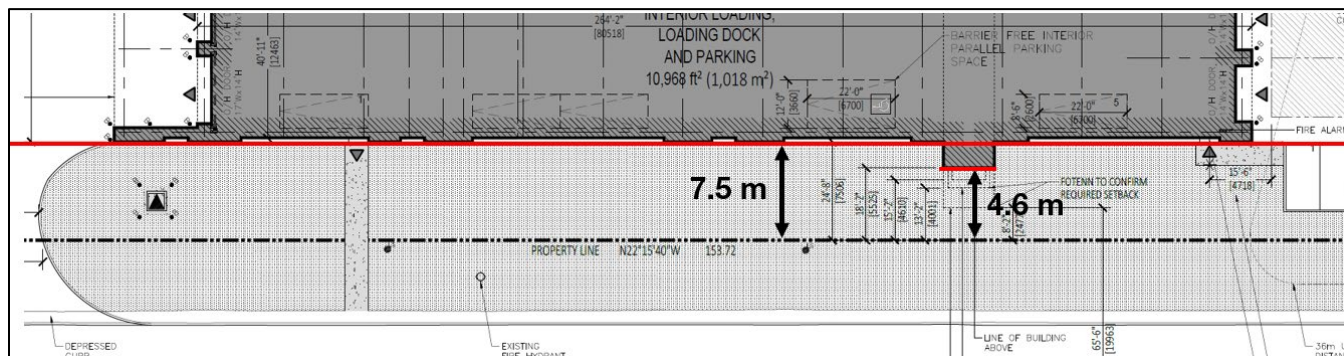 264'-2"
[80518]
INTERIOR LOADING,
LOADING DOCK
AND PARKING
10,968 ft² (1,018 m²)
40'-11"
[12463]
O/H DOOR
BARRIER FREE INTERIOR
PARALLEL PARKING
SPACE
O/H DOOR,
12'-0"
[3660]
22'-0"
[6700]
8'-6"
[2600]
22'-0"
[6700]
5
FIRE ALARM
7.5 m
24'-8"
[7506]
18'-2"
[5525]
15'-2"
[4610]
13'-2"
[4001]
FOTENN TO CONFIRM
REQUIRED SETBACK
4.6 m
15'-6"
[4718]
PROPERTY LINE N22°15'40"W 153.72
DEPRESSED
CURB
EXISTING
FIRE HYDRANT
LINE OF BUILDING
ABOVE
65'-6"
[19963]
36m